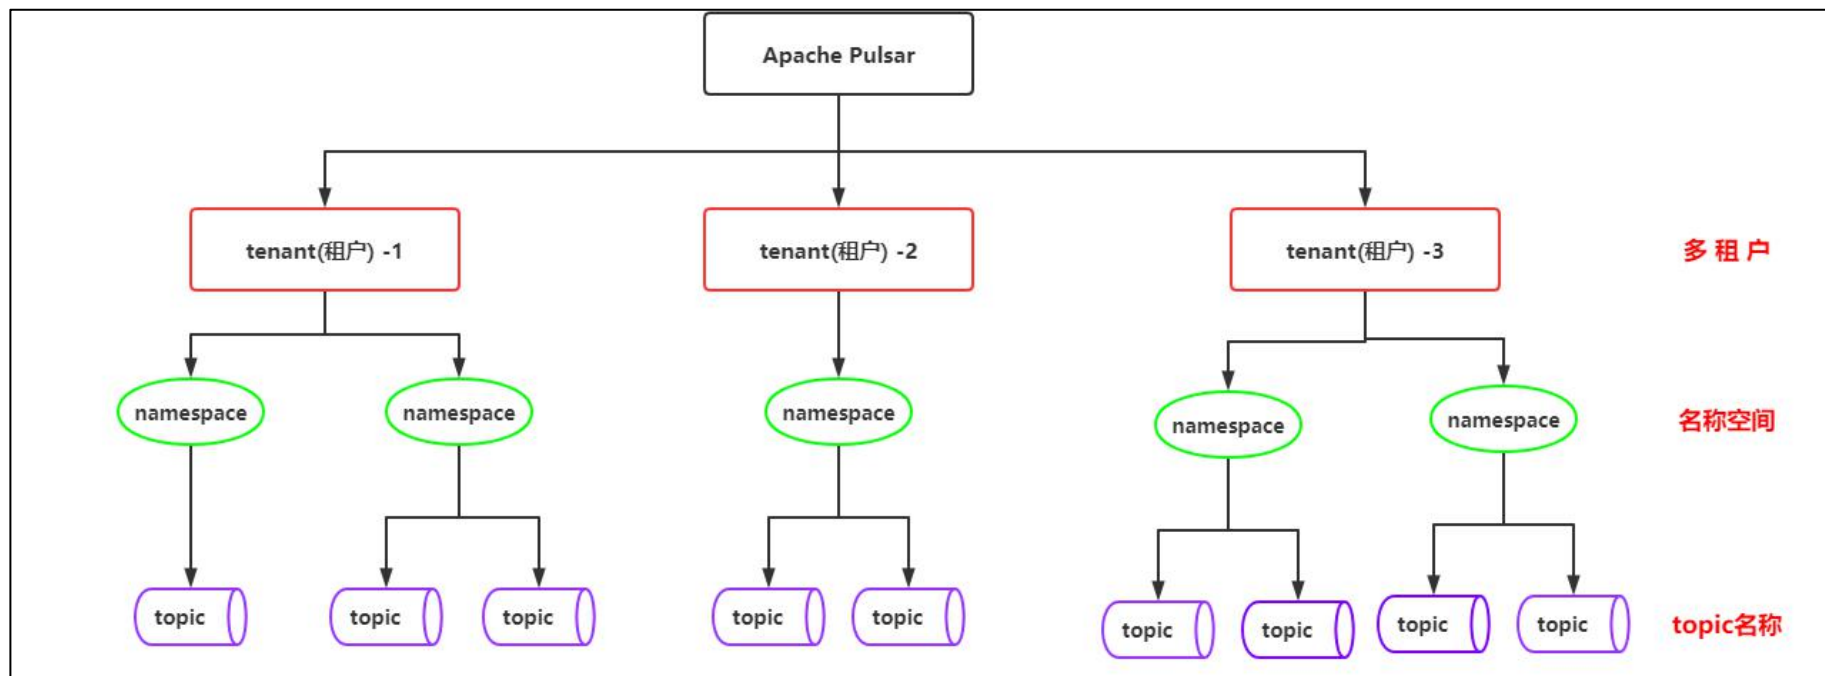 Apache Pulsar
tenant(租户) -1
tenant(租户) -2
tenant(租户) -3
多 租 户
namespace
namespace
namespace
namespace
namespace
名称空间
topic
topic
topic
topic
topic
topic
topic
topic
topic
topic名称